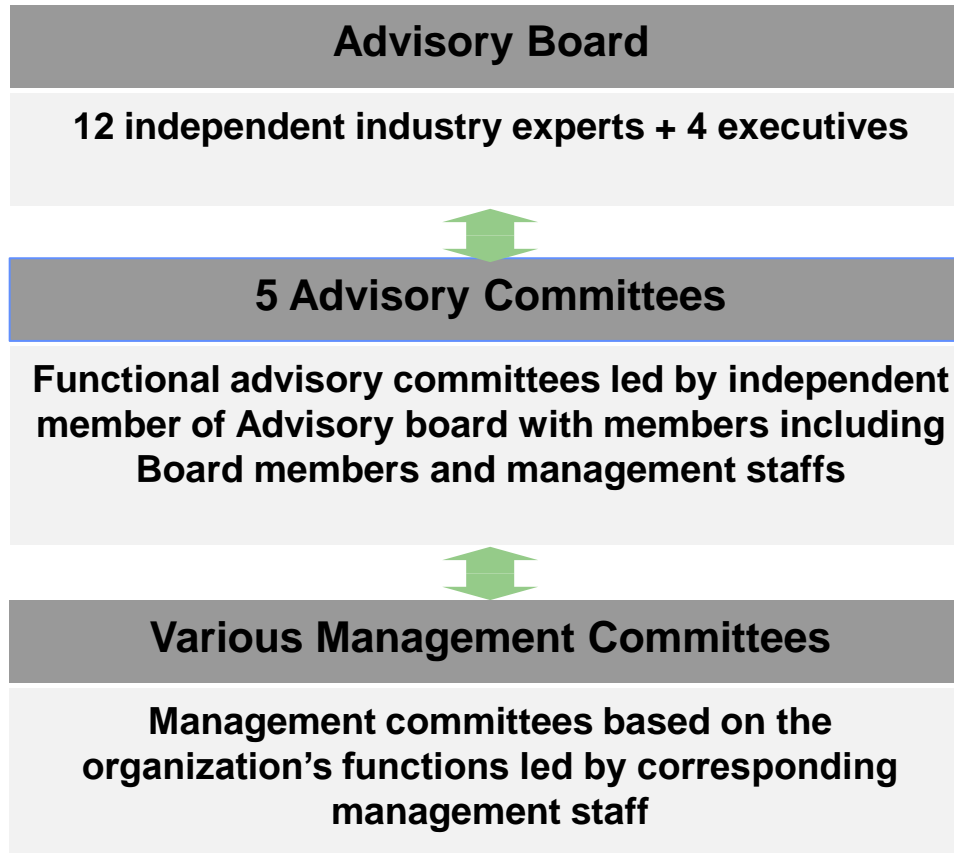 Advisory Board
12 independent industry experts + 4 executives
5 Advisory Committees
Functional advisory committees led by independent
member of Advisory board with members including
Board members and management staffs
Various Management Committees
Management committees based on the
organization’s functions led by corresponding
management staff